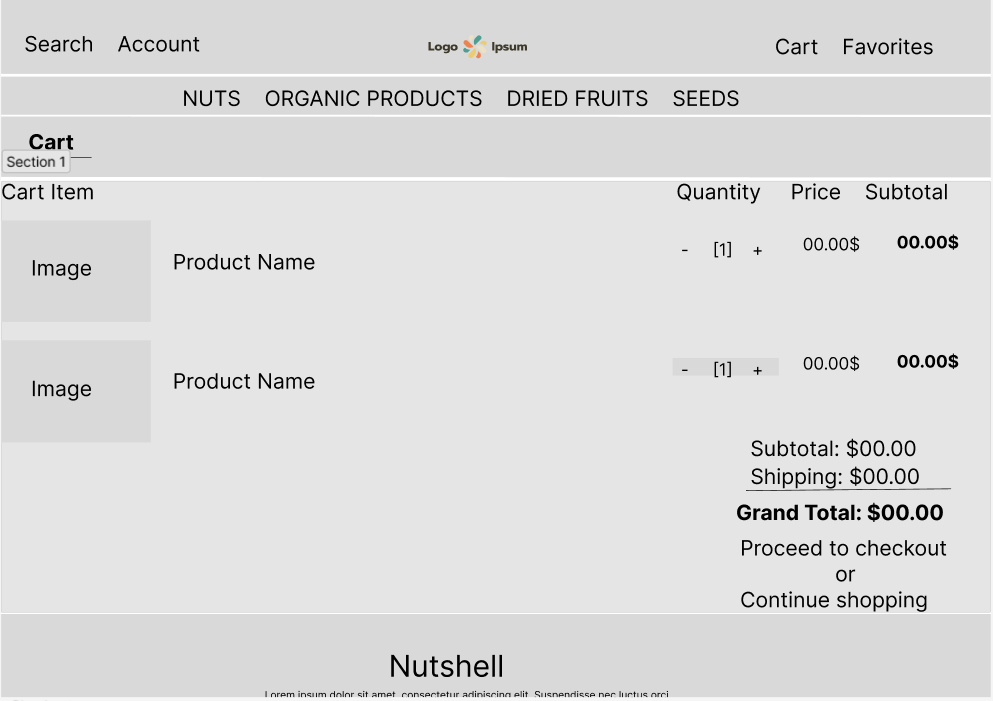 Search Account Logo Ipsum Cart Favorites
NUTS ORGANIC PRODUCTS DRIED FRUITS SEEDS
Cart
Section 1
Cart Item Quantity Price Subtotal
Image Product Name - [1] + 00.00$ 00.00$
Image Product Name - [1] + 00.00$ 00.00$
Subtotal: $00.00
Shipping: $00.00
Grand Total: $00.00
Proceed to checkout
or
Continue shopping
Nutshell
Lorem ipsum dolor sit amet, consectetur adipiscing elit. Suspendisse nec luctus orci